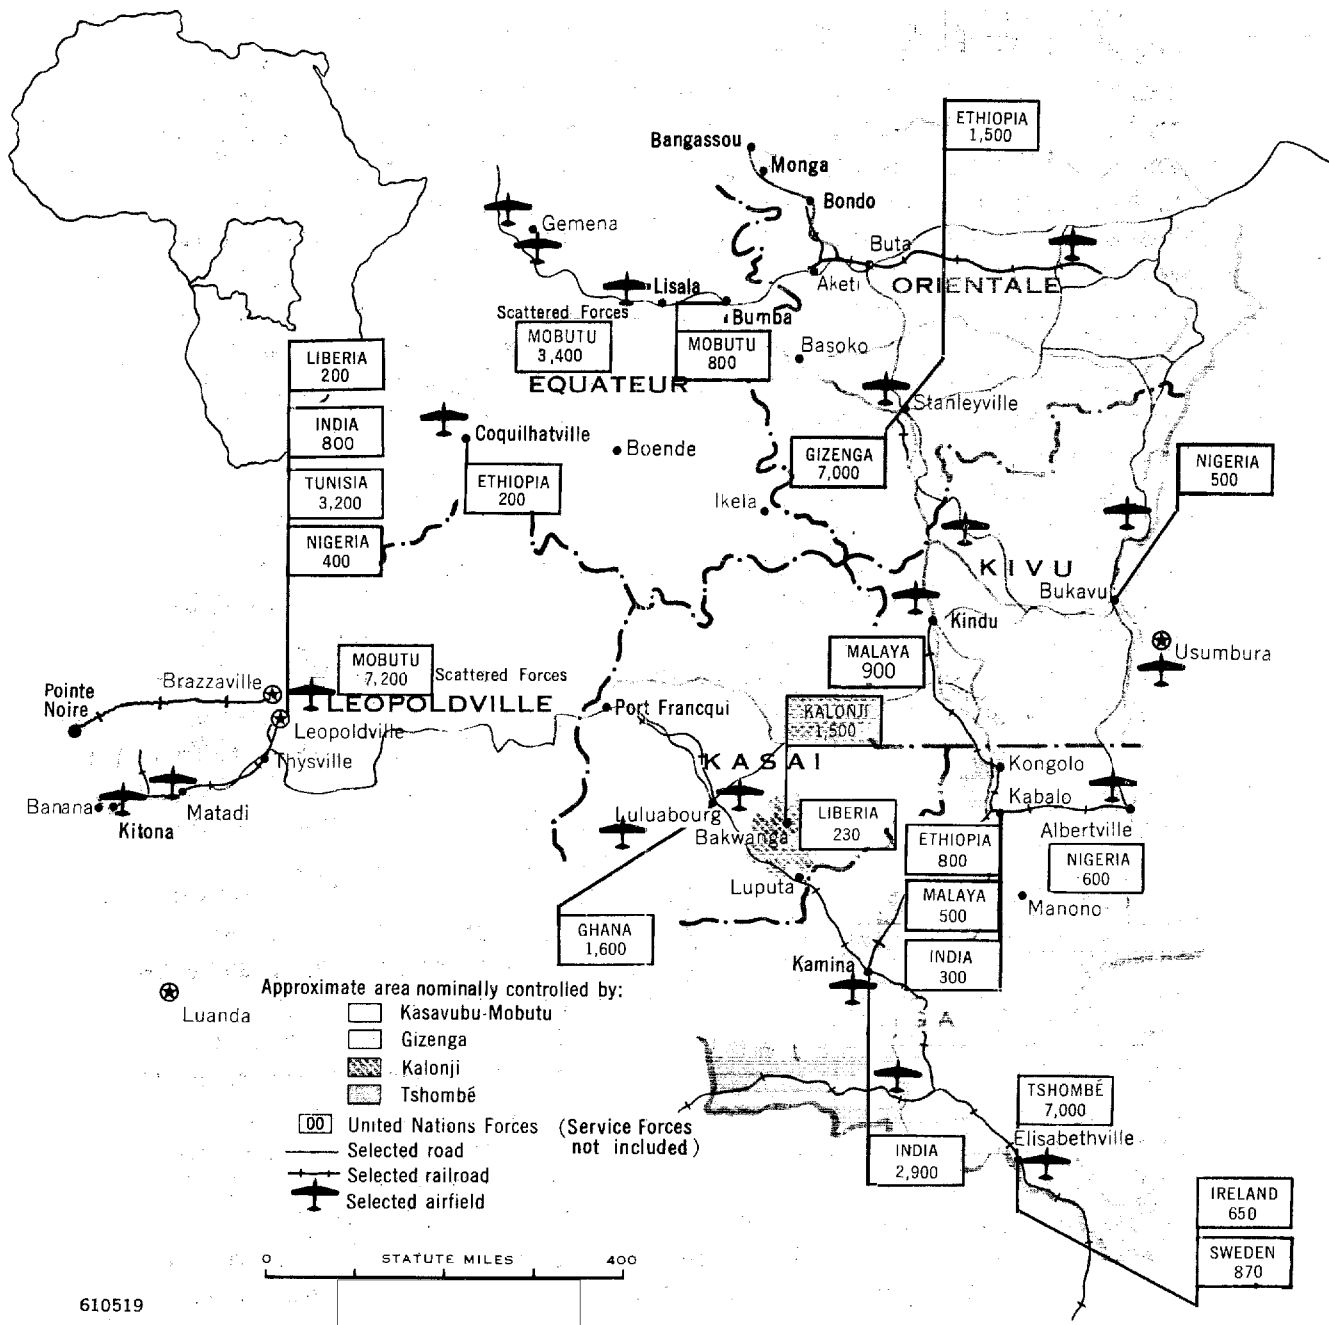 ETHIOPIA
1,500
Bangassou
Monga
Bondo
Gemena
Buta
Aketi
ORIENTALE
Lisala
Bumba
Scattered Forces
MOBUTU
3,400
MOBUTU
800
Basoko
EQUATEUR
LIBERIA
200
INDIA
800
TUNISIA
3,200
NIGERIA
400
Coquilhatville
ETHIOPIA
200
Boende
Ikela
Stanleyville
GIZENGA
7,000
NIGERIA
500
KIVU
Bukavu
Kindu
Usumbura
MALAYA
900
MOBUTU
7,200
Scattered Forces
Brazzaville
Pointe
Noire
LEOPOLDVILLE
Leopoldville
Thysville
Port Francqui
KALONJI
1,500
KASAI
Kongolo
Kabalo
Albertville
Banana
Kitona
Matadi
Luluabourg
Bakwanga
LIBERIA
230
ETHIOPIA
800
NIGERIA
600
Luputa
MALAYA
500
Manono
GHANA
1,600
INDIA
300
Kamina
A
Luanda
Approximate area nominally controlled by:
Kasavubu-Mobutu
Gizenga
Kalonji
Tshombé
00 United Nations Forces (Service Forces
not included)
Selected road
Selected railroad
Selected airfield
TSHOMBÉ
7,000
Elisabethville
INDIA
2,900
IRELAND
650
SWEDEN
870
0 STATUTE MILES 400
610519